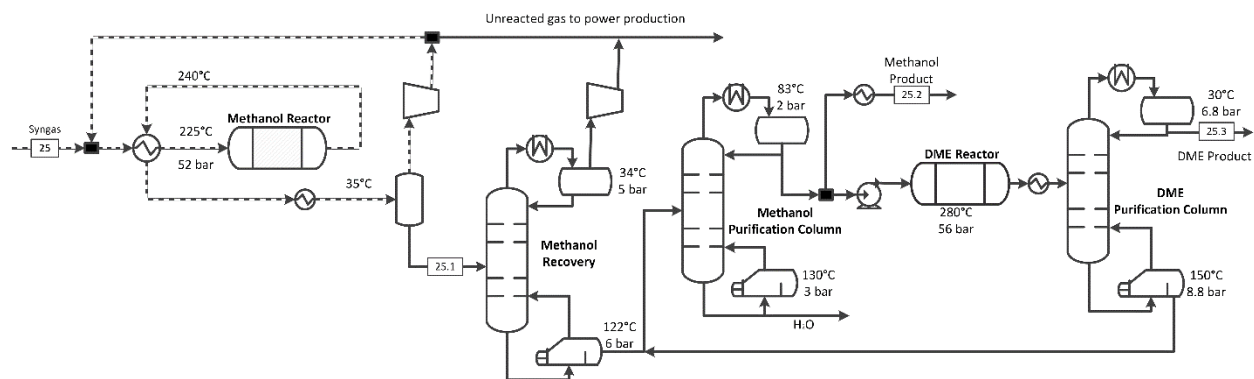 Unreacted gas to power production
Syngas
25
240°C
Methanol Reactor
225°C
52 bar
35°C
25.1
34°C
5 bar
Methanol
Recovery
122°C
6 bar
83°C
2 bar
Methanol
Product
25.2
Methanol
Purification Column
130°C
3 bar
H₂O
DME Reactor
280°C
56 bar
30°C
6.8 bar
25.3
DME Product
DME
Purification Column
150°C
8.8 bar